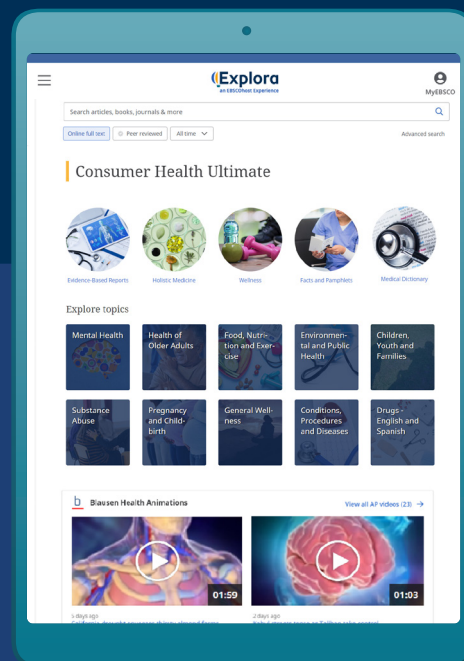 Explora
an EBSCOhost Experience
MyEBSCO
Search articles, books, journals & more
Online full text
Peer reviewed
All time
Advanced search
Consumer Health Ultimate
Evidence-Based Reports
Holistic Medicine
Wellness
Facts and Pamphlets
Medical Dictionary
Explore topics
Mental Health
Health of
Older Adults
Food, Nutri-
tion and Exer-
cise
Environmen-
tal and Public
Health
Children,
Youth and
Families
Substance
Abuse
Pregnancy
and Child-
birth
General Well-
ness
Conditions,
Procedures
and Diseases
Drugs -
English and
Spanish
b Blausen Health Animations
View all AP videos (23) →
01:59
01:03
5 days ago
2 days ago